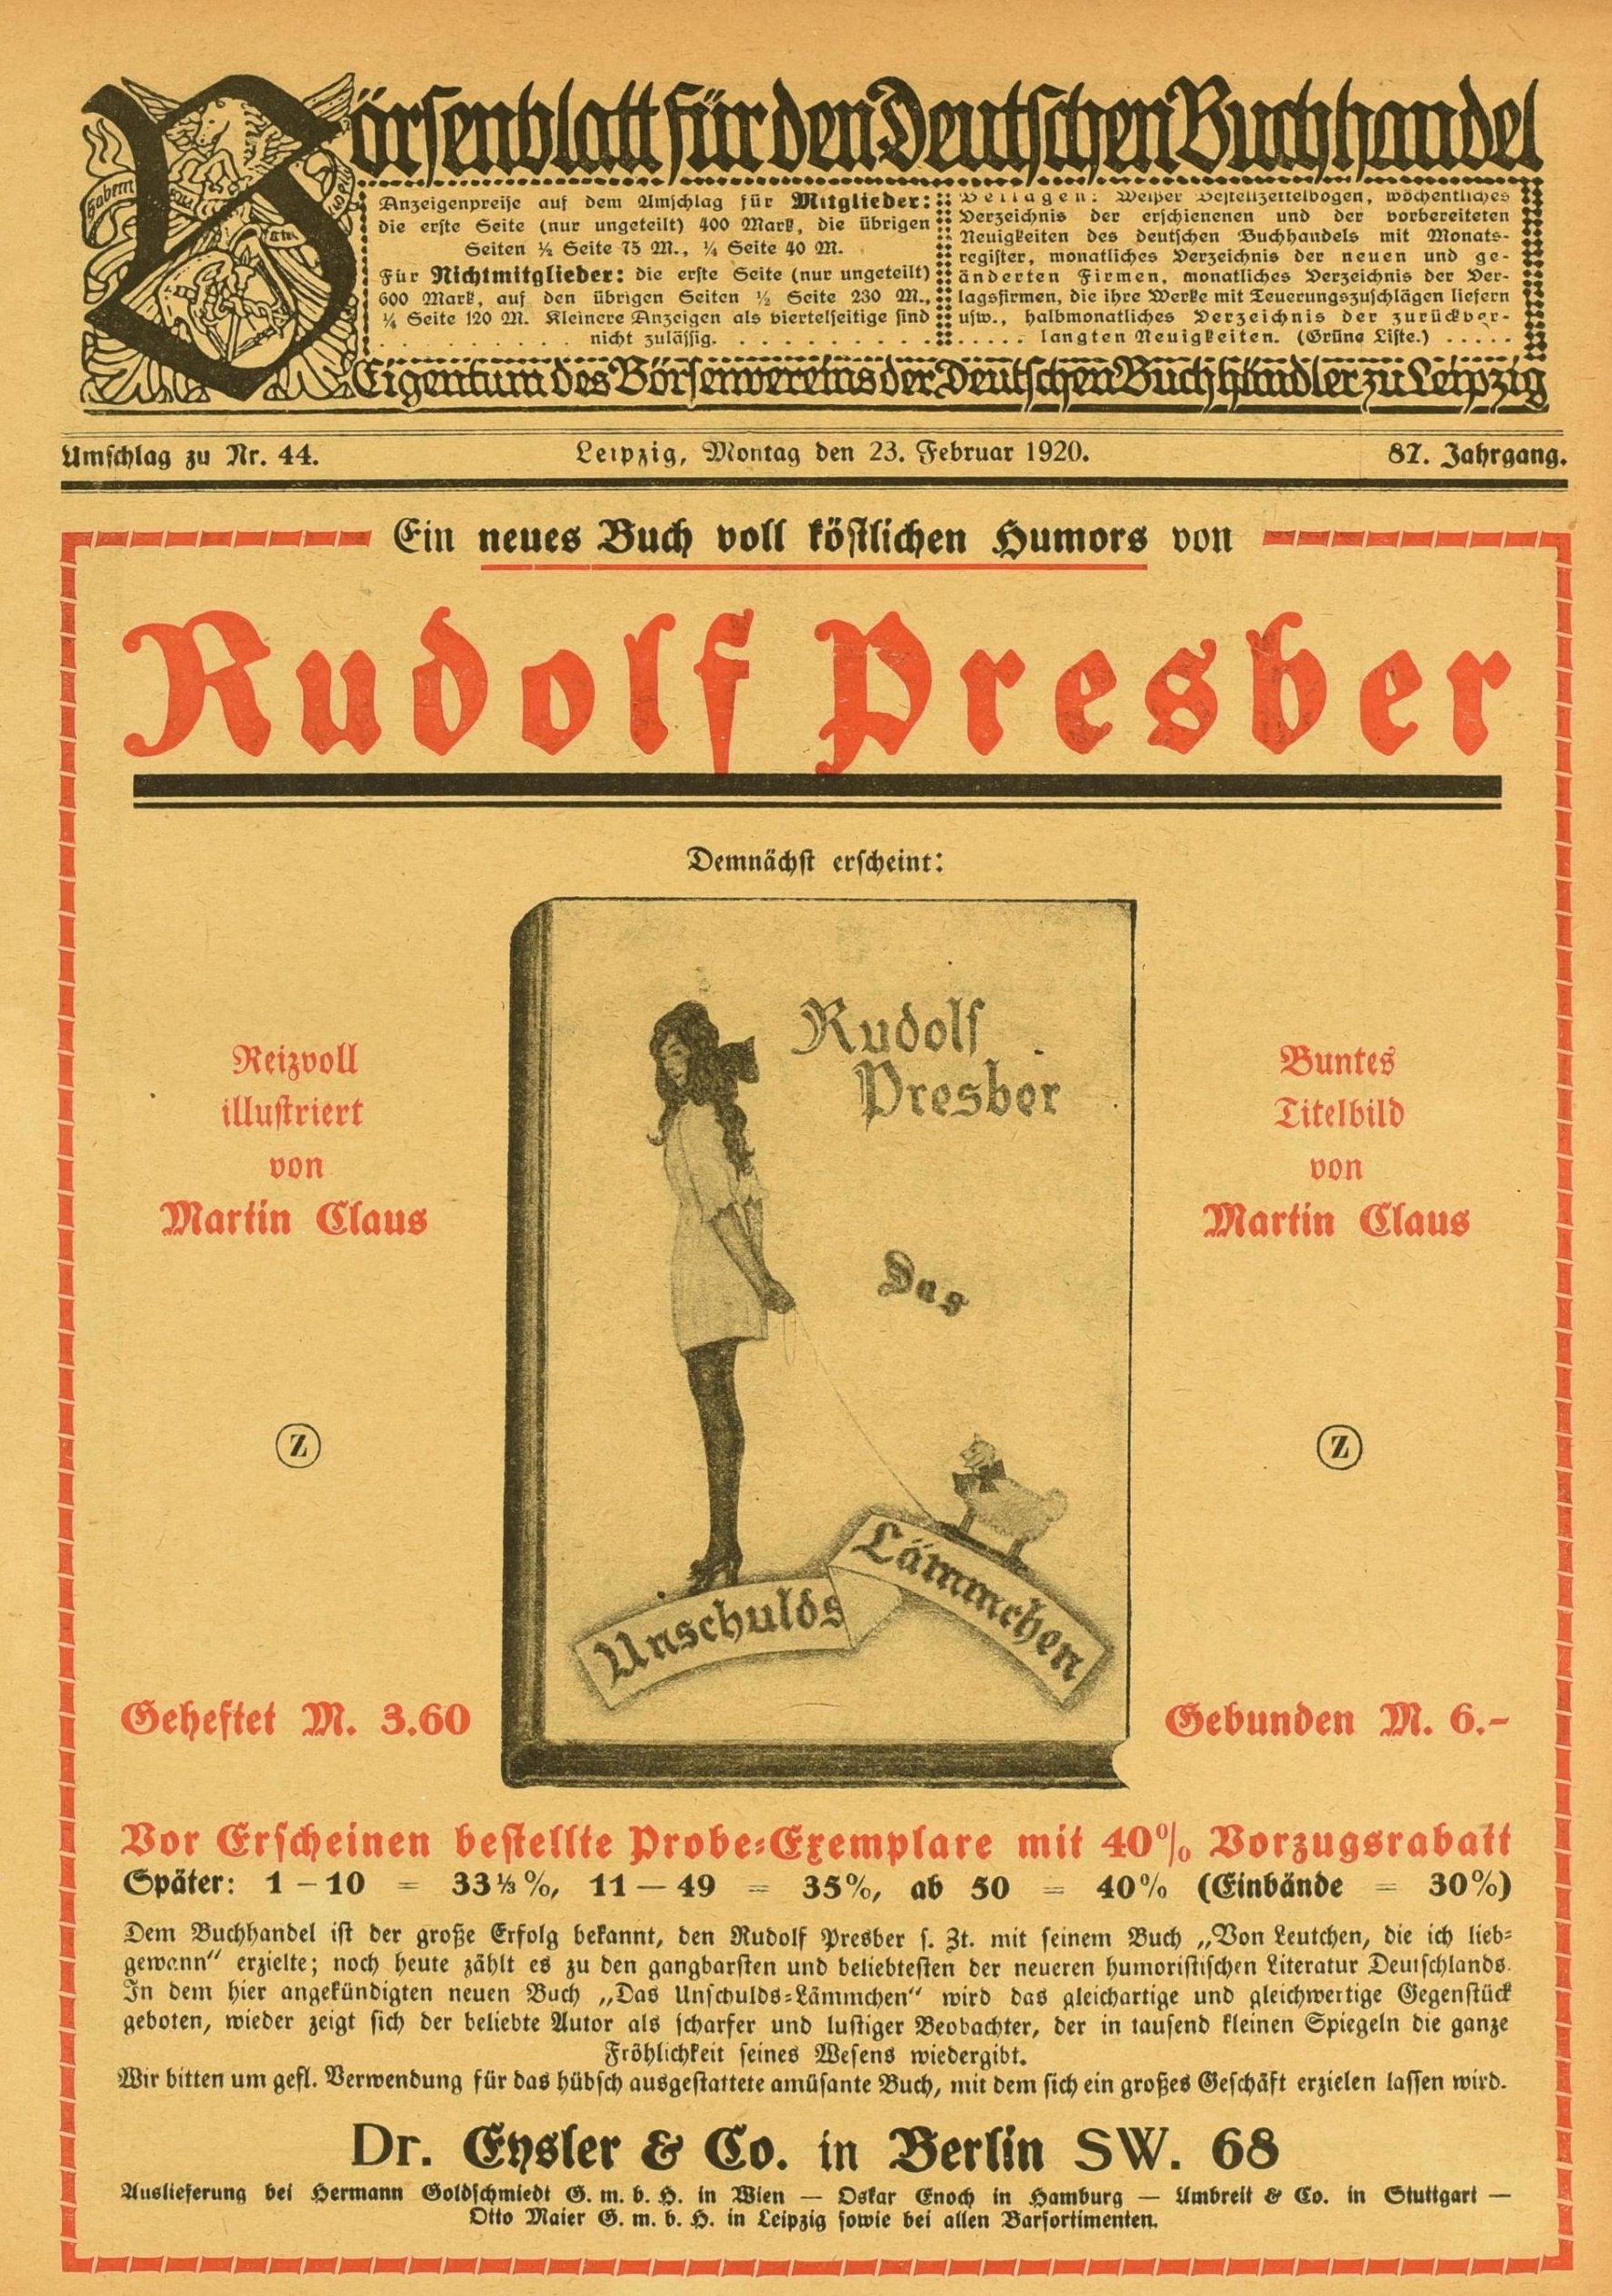 Börsenblatt für den Deutschen Buchhandel
Anzeigenpreise auf dem Umschlag für Mitglieder:
die erste Seite (nur ungeteilt) 400 Mark, die übrigen
Seiten ½ Seite 75 M., ¼ Seite 40 M.
Für Nichtmitglieder: die erste Seite (nur ungeteilt)
600 Mark, auf den übrigen Seiten ½ Seite 230 M.,
¼ Seite 120 M. Kleinere Anzeigen als viertelseitige sind
nicht zulässig.
Beilagen: Weißer Bestellzettelbogen, wöchentliches
Verzeichnis der erschienenen und der vorbereiteten
Neuigkeiten des deutschen Buchhandels mit Monats-
register, monatliches Verzeichnis der neuen und ge-
änderten Firmen, monatliches Verzeichnis der Ver-
lagsfirmen, die ihre Werke mit Teuerungszuschlägen liefern
usw., halbmonatliches Verzeichnis der zurückver-
langten Neuigkeiten. (Grüne Liste.)
Eigentum des Börsenvereins der Deutschen Buchhändler zu Leipzig
Umschlag zu Nr. 44.
Leipzig, Montag den 23. Februar 1920.
87. Jahrgang.
Ein neues Buch voll köstlichen Humors von
Rudolf Presber
Demnächst erscheint:
Reizvoll
illustriert
von
Martin Claus
Z
Rudolf
Presber
Das
Unschulds
Lämmchen
Buntes
Titelbild
von
Martin Claus
Z
Geheftet M. 3.60
Gebunden M. 6.–
Vor Erscheinen bestellte Probe-Exemplare mit 40% Vorzugsrabatt
Später: 1–10 = 33⅓%, 11—49 = 35%, ab 50 = 40% (Einbände = 30%)
Dem Buchhandel ist der große Erfolg bekannt, den Rudolf Presber s. Zt. mit seinem Buch „Von Leutchen, die ich lieb-
gewann“ erzielte; noch heute zählt es zu den gangbarsten und beliebtesten der neueren humoristischen Literatur Deutschlands.
In dem hier angekündigten neuen Buch „Das Unschulds-Lämmchen“ wird das gleichartige und gleichwertige Gegenstück
geboten, wieder zeigt sich der beliebte Autor als scharfer und lustiger Beobachter, der in tausend kleinen Spiegeln die ganze
Fröhlichkeit seines Wesens wiedergibt.
Wir bitten um gefl. Verwendung für das hübsch ausgestattete amüsante Buch, mit dem sich ein großes Geschäft erzielen lassen wird.
Dr. Eysler & Co. in Berlin SW. 68
Auslieferung bei Hermann Goldschmiedt G. m. b. H. in Wien — Oskar Enoch in Hamburg — Umbreit & Co. in Stuttgart —
Otto Maier G. m. b. H. in Leipzig sowie bei allen Barsortimenten.